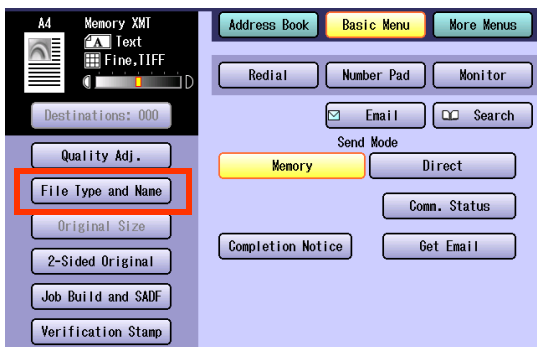 A4 Memory XMT
A Text
Fine,TIFF
D
Destinations: 000
Quality Adj.
File Type and Name
Original Size
2-Sided Original
Job Build and SADF
Verification Stamp
Address Book Basic Menu More Menus
Redial Number Pad Monitor
Email Search
Send Mode
Memory Direct
Comm. Status
Completion Notice Get Email